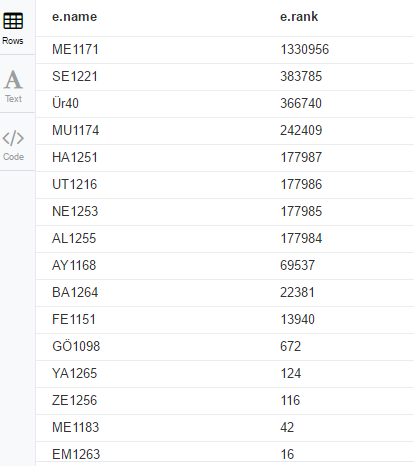 e.name e.rank
Rows
ME1171 1330956
SE1221 383785
Text
Ür40 366740
MU1174 242409
Code
HA1251 177987
UT1216 177986
NE1253 177985
AL1255 177984
AY1168 69537
BA1264 22381
FE1151 13940
GÖ1098 672
YA1265 124
ZE1256 116
ME1183 42
EM1263 16